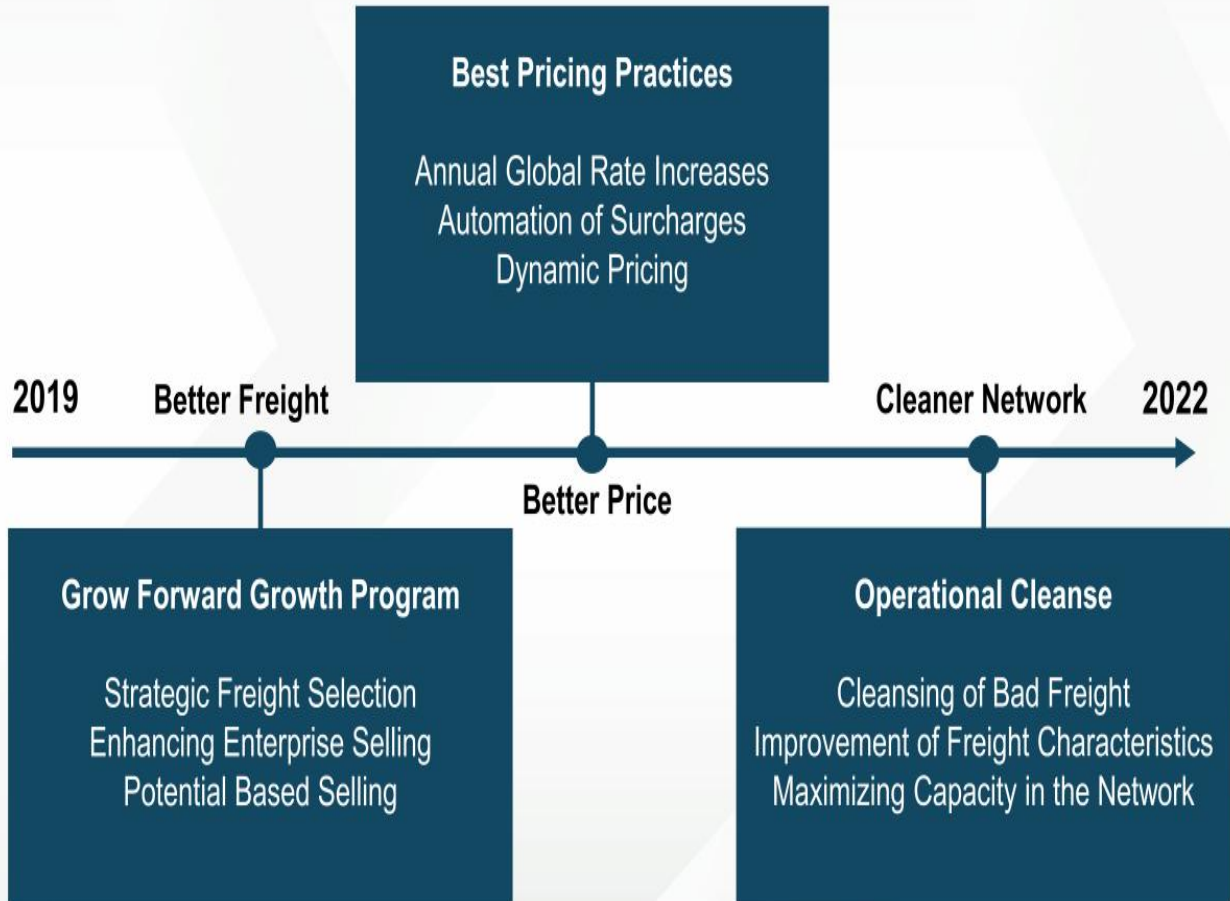 Best Pricing Practices
Annual Global Rate Increases
Automation of Surcharges
Dynamic Pricing
2019
Better Freight
Cleaner Network
2022
Better Price
Grow Forward Growth Program
Strategic Freight Selection
Enhancing Enterprise Selling
Potential Based Selling
Operational Cleanse
Cleansing of Bad Freight
Improvement of Freight Characteristics
Maximizing Capacity in the Network